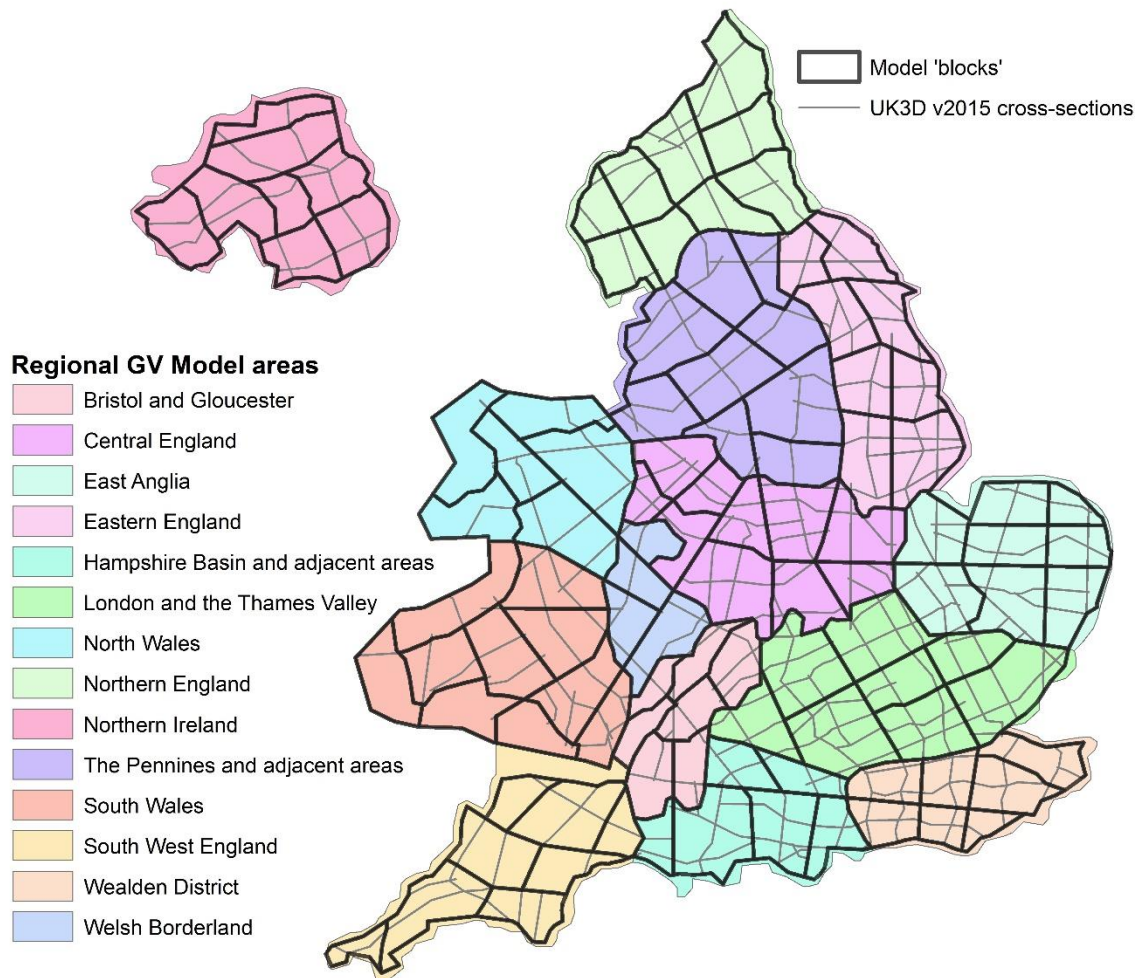 Model 'blocks'
UK3D v2015 cross-sections
Regional GV Model areas
Bristol and Gloucester
Central England
East Anglia
Eastern England
Hampshire Basin and adjacent areas
London and the Thames Valley
North Wales
Northern England
Northern Ireland
The Pennines and adjacent areas
South Wales
South West England
Wealden District
Welsh Borderland